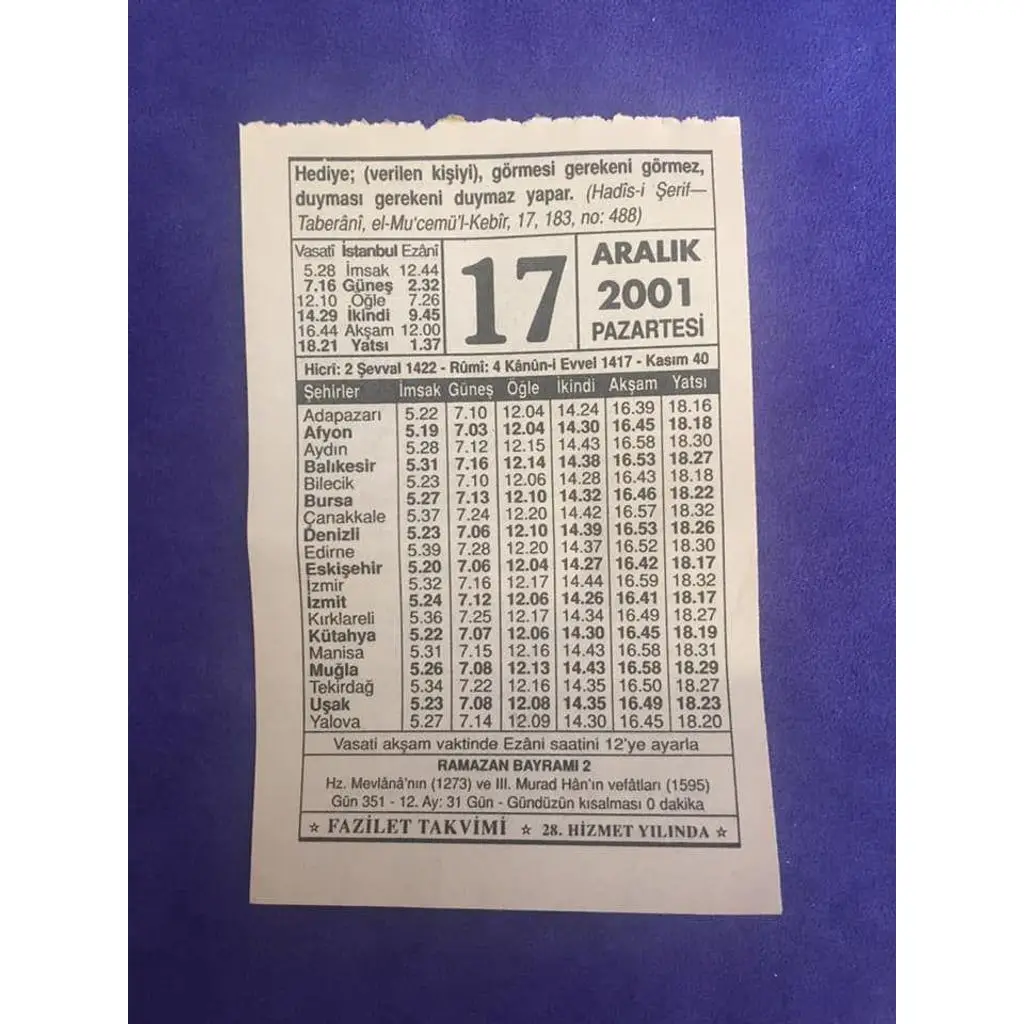 Hediye; (verilen kişiyi), görmesi gerekeni görmez,
duyması gerekeni duymaz yapar. (Hadîs-i Şerif—
Taberânî, el-Mu'cemü'l-Kebîr, 17, 183, no: 488)
Vasatî İstanbul Ezânî
5.28 İmsak 12.44
7.16 Güneş 2.32
12.10 Öğle 7.26
14.29 İkindi 9.45
16.44 Akşam 12.00
18.21 Yatsı 1.37
17
ARALIK
2001
PAZARTESİ
Hicrî: 2 Şevval 1422 - Rûmî: 4 Kânûn-i Evvel 1417 - Kasım 40
Şehirler İmsak Güneş Öğle İkindi Akşam Yatsı
Adapazarı 5.22 7.10 12.04 14.24 16.39 18.16
Afyon 5.19 7.03 12.04 14.30 16.45 18.18
Aydın 5.28 7.12 12.15 14.43 16.58 18.30
Balıkesir 5.31 7.16 12.14 14.38 16.53 18.27
Bilecik 5.23 7.10 12.06 14.28 16.43 18.18
Bursa 5.27 7.13 12.10 14.32 16.46 18.22
Çanakkale 5.37 7.24 12.20 14.42 16.57 18.32
Denizli 5.23 7.06 12.10 14.39 16.53 18.26
Edirne 5.39 7.28 12.20 14.37 16.52 18.30
Eskişehir 5.20 7.06 12.04 14.27 16.42 18.17
İzmir 5.32 7.16 12.17 14.44 16.59 18.32
İzmit 5.24 7.12 12.06 14.26 16.41 18.17
Kırklareli 5.36 7.25 12.17 14.34 16.49 18.27
Kütahya 5.22 7.07 12.06 14.30 16.45 18.19
Manisa 5.31 7.15 12.16 14.43 16.58 18.31
Muğla 5.26 7.08 12.13 14.43 16.58 18.29
Tekirdağ 5.34 7.22 12.16 14.35 16.50 18.27
Uşak 5.23 7.08 12.08 14.35 16.49 18.23
Yalova 5.27 7.14 12.09 14.30 16.45 18.20
Vasati akşam vaktinde Ezâni saatini 12'ye ayarla
RAMAZAN BAYRAMI 2
Hz. Mevlânâ'nın (1273) ve III. Murad Hân'ın vefâtları (1595)
Gün 351 - 12. Ay: 31 Gün - Gündüzün kısalması 0 dakika
☆ FAZİLET TAKVİMİ ☆ 28. HİZMET YILINDA ☆